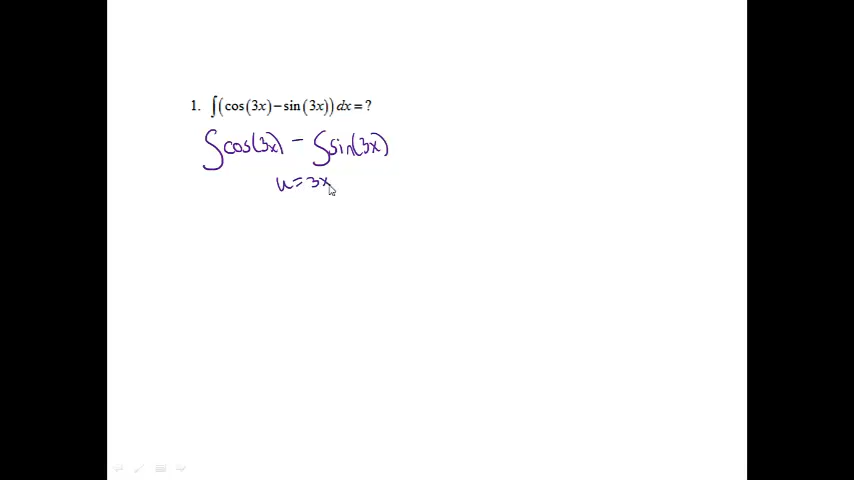 1. ∫(cos(3x)−sin(3x))dx=?
∫cos(3x) − ∫sin(3x)
u=3x